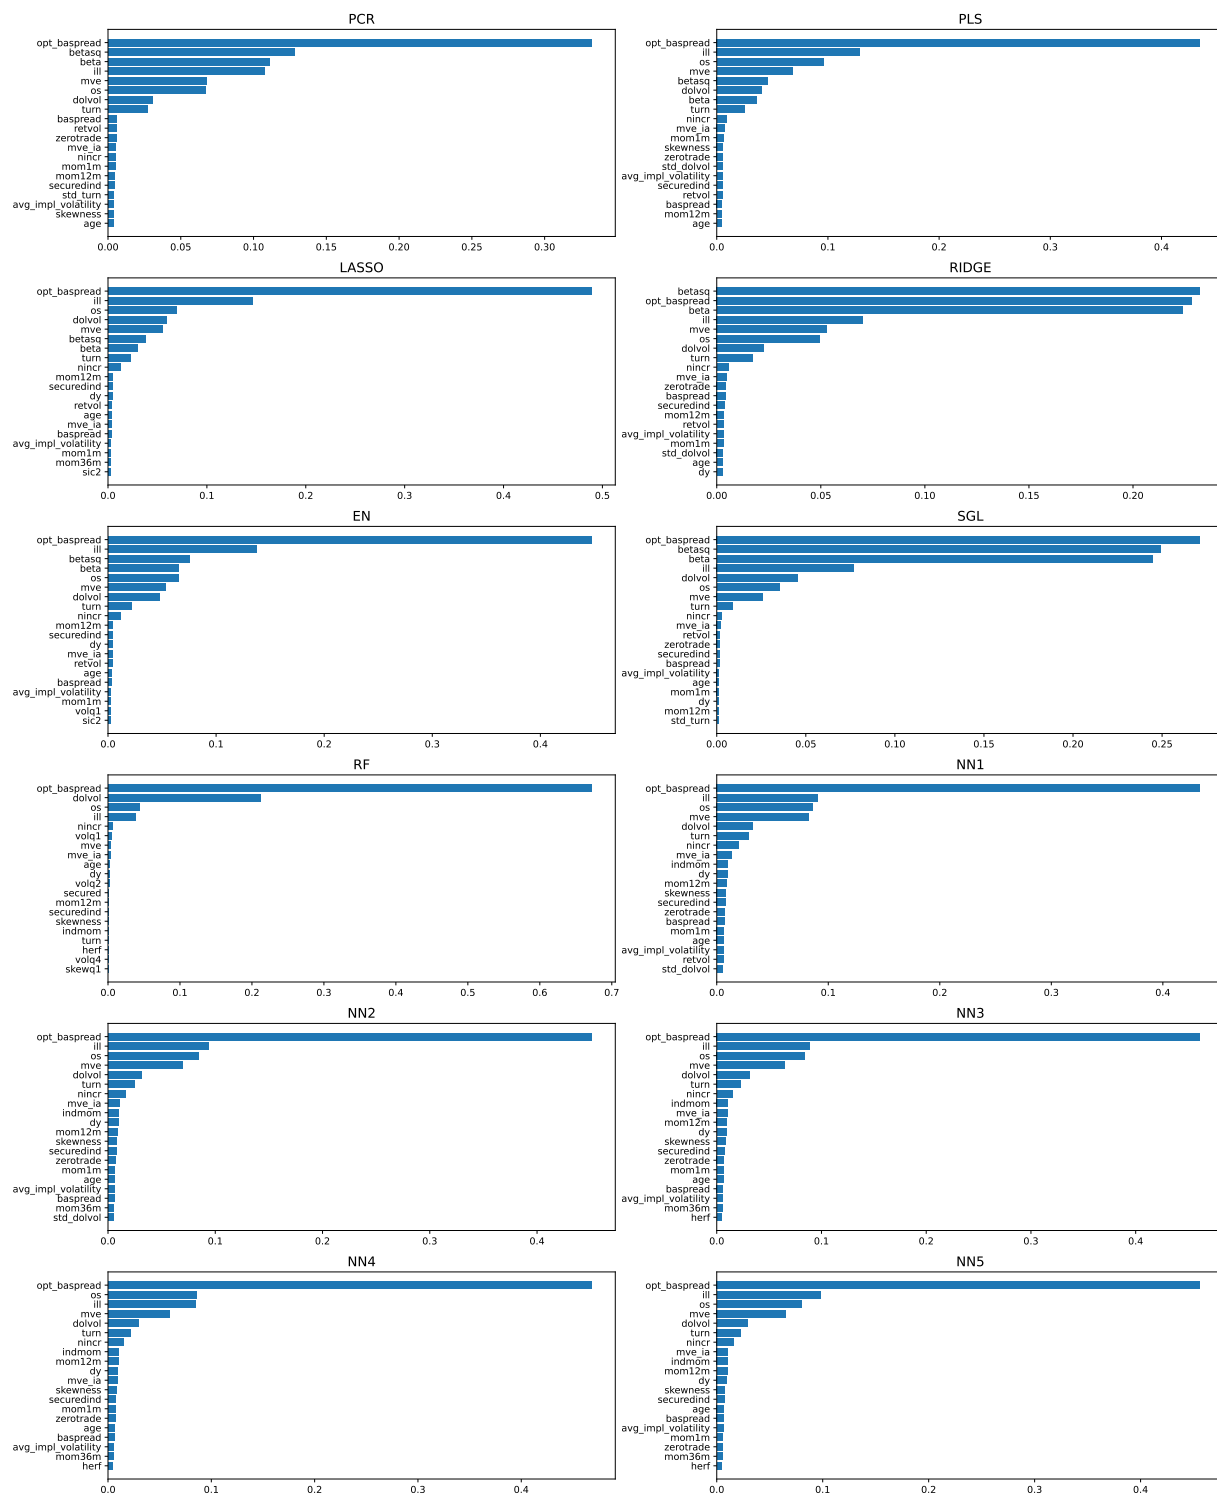 PCR
opt_baspread
betasq
beta
ill
mve
os
dolvol
turn
baspread
retvol
zerotrade
mve_ia
nincr
mom1m
mom12m
securedind
std_turn
avg_impl_volatility
skewness
age
0.00 0.05 0.10 0.15 0.20 0.25 0.30
PLS
opt_baspread
ill
os
mve
betasq
dolvol
beta
turn
nincr
mve_ia
mom1m
skewness
zerotrade
std_dolvol
avg_impl_volatility
securedind
retvol
baspread
mom12m
age
0.0 0.1 0.2 0.3 0.4
LASSO
opt_baspread
ill
os
dolvol
mve
betasq
beta
turn
nincr
mom12m
securedind
dy
retvol
age
mve_ia
baspread
avg_impl_volatility
mom1m
mom36m
sic2
0.0 0.1 0.2 0.3 0.4 0.5
RIDGE
betasq
opt_baspread
beta
ill
mve
os
dolvol
turn
nincr
mve_ia
zerotrade
baspread
securedind
mom12m
retvol
avg_impl_volatility
mom1m
std_dolvol
age
dy
0.00 0.05 0.10 0.15 0.20
EN
opt_baspread
ill
betasq
beta
os
mve
dolvol
turn
nincr
mom12m
securedind
dy
mve_ia
retvol
age
baspread
avg_impl_volatility
mom1m
volq1
sic2
0.0 0.1 0.2 0.3 0.4
SGL
opt_baspread
betasq
beta
ill
dolvol
os
mve
turn
nincr
mve_ia
retvol
zerotrade
securedind
baspread
avg_impl_volatility
age
mom1m
dy
mom12m
std_turn
0.00 0.05 0.10 0.15 0.20 0.25
RF
opt_baspread
dolvol
os
ill
nincr
volq1
mve
mve_ia
age
dy
volq2
secured
mom12m
securedind
skewness
indmom
turn
herf
volq4
skewq1
0.0 0.1 0.2 0.3 0.4 0.5 0.6 0.7
NN1
opt_baspread
ill
os
mve
dolvol
turn
nincr
mve_ia
indmom
dy
mom12m
skewness
securedind
zerotrade
baspread
mom1m
age
avg_impl_volatility
retvol
std_dolvol
0.0 0.1 0.2 0.3 0.4
NN2
opt_baspread
ill
os
mve
dolvol
turn
nincr
mve_ia
indmom
dy
mom12m
skewness
securedind
zerotrade
mom1m
age
avg_impl_volatility
baspread
mom36m
std_dolvol
0.0 0.1 0.2 0.3 0.4
NN3
opt_baspread
ill
os
mve
dolvol
turn
nincr
indmom
mve_ia
mom12m
dy
skewness
securedind
zerotrade
mom1m
age
baspread
avg_impl_volatility
mom36m
herf
0.0 0.1 0.2 0.3 0.4
NN4
opt_baspread
os
ill
mve
dolvol
turn
nincr
indmom
mom12m
dy
mve_ia
skewness
securedind
mom1m
zerotrade
age
baspread
avg_impl_volatility
mom36m
herf
0.0 0.1 0.2 0.3 0.4
NN5
opt_baspread
ill
os
mve
dolvol
turn
nincr
mve_ia
indmom
mom12m
dy
skewness
securedind
age
baspread
avg_impl_volatility
mom1m
zerotrade
mom36m
herf
0.0 0.1 0.2 0.3 0.4